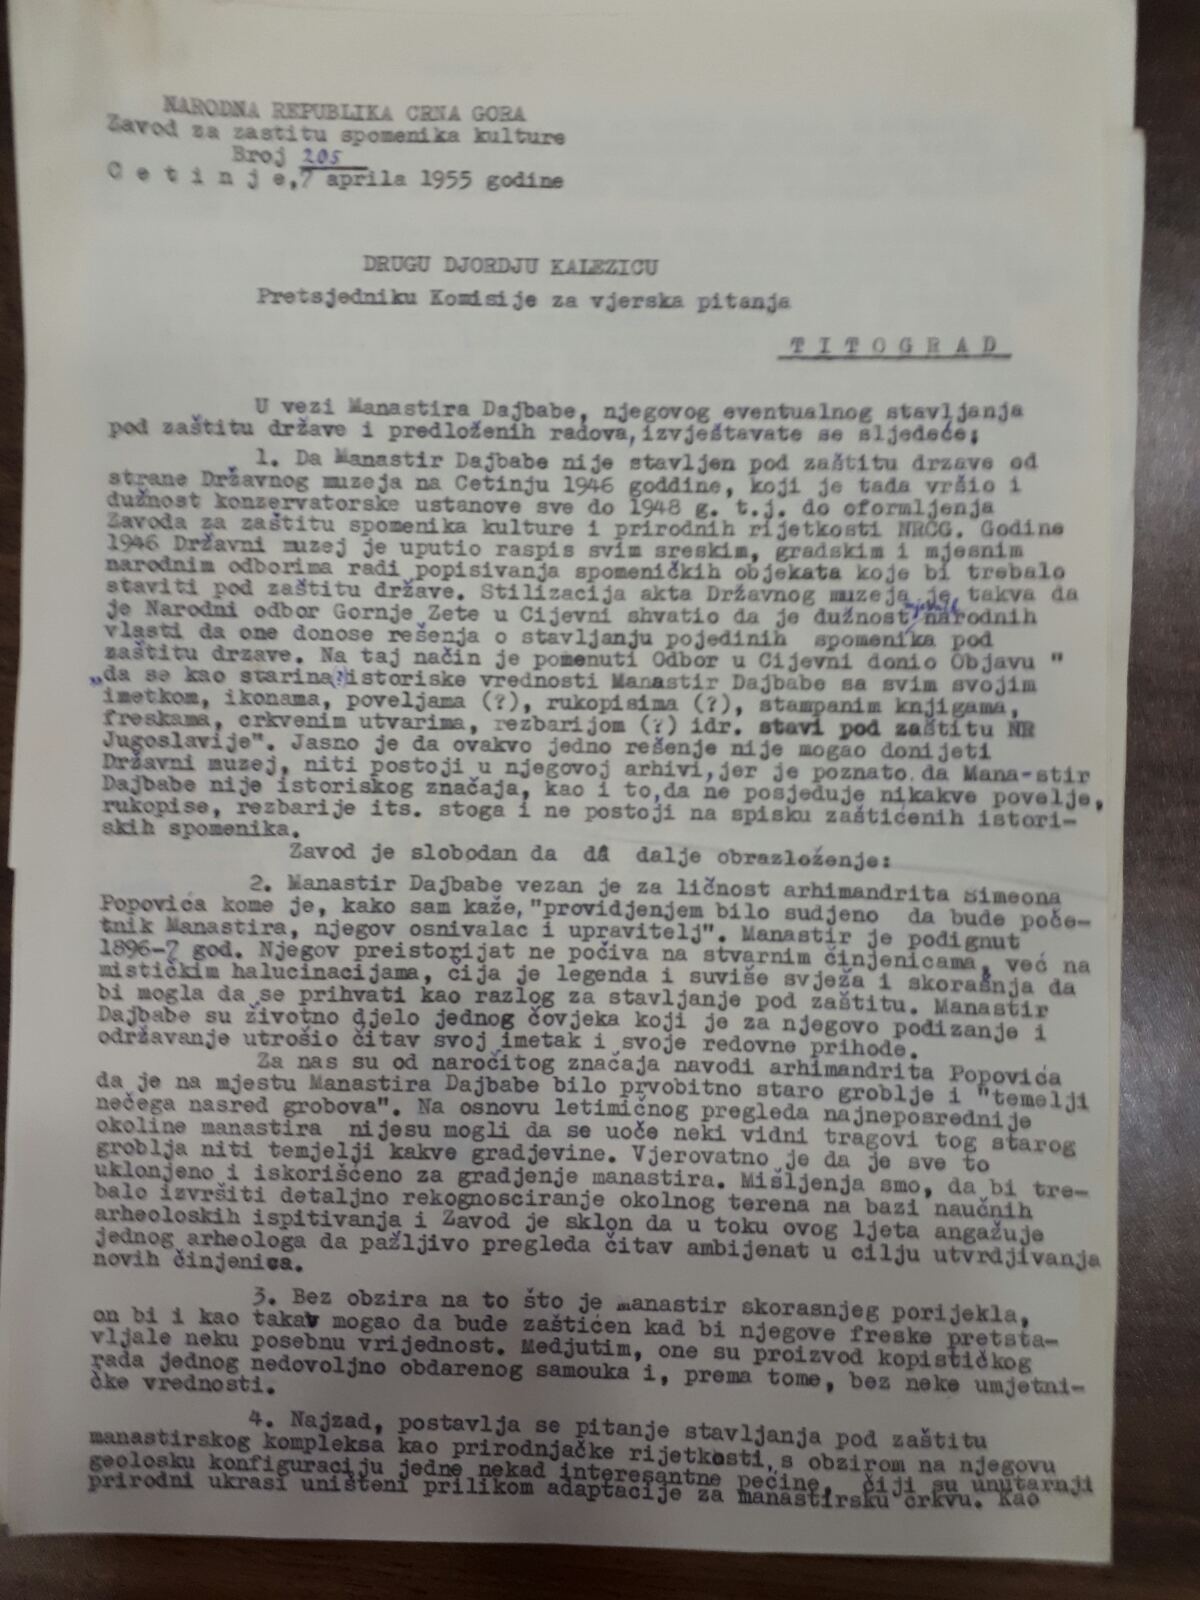 NARODNA REPUBLIKA CRNA GORA
Zavod za zastitu spomenika kulture
Broj 205
C e t i n j e, 7 aprila 1955 godine
DRUGU DJORDJU KALEZICU
Pretsjedniku Komisije za vjerska pitanja
T I T O G R A D
U vezi Manastira Dajbabe, njegovog eventualnog stavljanja
pod zaštitu države i predloženih radova, izvještavate se sljedeće;
1. Da Manastir Dajbabe nije stavljen pod zaštitu drzave od
strane Državnog muzeja na Cetinju 1946 goddine, koji je tada vršio i
dužnost konzervatorske ustanove sve do 1948 g. t.j. do oformljenja
Zavoda za zaštitu spomenika kulture i prirodnih rijetkosti NRCG. Godine
1946 Državni muzej je uputio raspis svim sreskim, gradskim i mjesnim
narodnim odborima radi popisivanja spomeničkih objekata koje bi trebalo
staviti pod zaštitu države. Stilizacija akta Državnog muzeja je takva da
je Narodni odbor Gornje Zete u Cijevni shvatio da je dužnost mjesnih narodnih
vlasti da one donose rešenja o stavljanju pojedinih spomenika pod
zaštitu drzave. Na taj način je pomenuti Odbor u Cijevni donio Objavu "
„da se kao starina (?) istoriske vrednosti Manastir Dajbabe sa svim svojim
imetkom, ikonama, poveljama (?), rukopisima (?), stampanim knjigama,
freskama, crkvenim utvarima, rezbarijom (?) idr. stavi pod zaštitu NR
Jugoslavije". Jasno je da ovakvo jedno rešenje nije mogao donijeti
Državni muzej, niti postoji u njegovoj arhivi, jer je poznato da Mana-stir
Dajbabe nije istoriskog značaja, kao i to, da ne posjeduje nikakve povelje,
rukopise, rezbarije its. stoga i ne postoji na spisku zaštićenih istori-
skih spomenika.
Zavod je slobodan da dâ dalje obrazloženje:
2. Manastir Dajbabe vezan je za ličnost arhimandrita Simeona
Popovića kome je, kako sam kaže, "providjenjem bilo sudjeno da bude poče-
tnik Manastira, njegov osnivalac i upravitelj". Manastir je podignut
1896-7 god. Njegov preistorijat ne počiva na stvarnim činjenicama, već na
mističkim halucinacijama, čija je legenda i suviše svježa i skorašnja da
bi mogla da se prihvati kao razlog za stavljanje pod zaštitu. Manastir
Dajbabe su životno djelo jednog čovjeka koji je za njegovo podizanje i
održavanje utrošio čitav svoj imetak i svoje redovne prihode.
Za nas su od naročitog značaja navodi arhimandrita Popovića
da je na mjestu Manastira Dajbabe bilo prvobitno staro groblje i "temelji
nečega nasred grobova". Na osnovu letimičnog pregleda najneposrednije
okoline manastira nijesu mogli da se uoče neki vidni tragovi tog starog
groblja niti temjelji kakve gradjevine. Vjerovatno je da je sve to
uklonjeno i iskorišćeno za gradjenje manastira. Mišljenja smo, da bi tre-
balo izvršiti detaljno rekognosciranje okolnog terena na bazi naučnih
arheoloskih ispitivanja i Zavod je sklon da u toku ovog ljeta angažuje
jednog arheologa da pažljivo pregleda čitav ambijenat u cilju utvrdjivanja
novih činjenica.
3. Bez obzira na to što je manastir skorasnjeg porijekla,
on bi i kao takav mogao da bude zaštićen kad bi njegove freske pretsta-
vljale neku posebnu vrijednost. Medjutim, one su proizvod kopističkog
rada jednog nedovoljno obdarenog samouka i, prema tome, bez neke umjetni-
čke vrednosti.
4. Najzad, postavlja se pitanje stavljanja pod zaštitu
manastirskog kompleksa kao prirodnjačke rijetkosti, s obzirom na njegovu
geolosku konfiguraciju jedne nekad interesantne pećine, čiji su unutarnji
prirodni ukrasi uništeni prilikom adaptacije za manastirsku crkvu. Kao